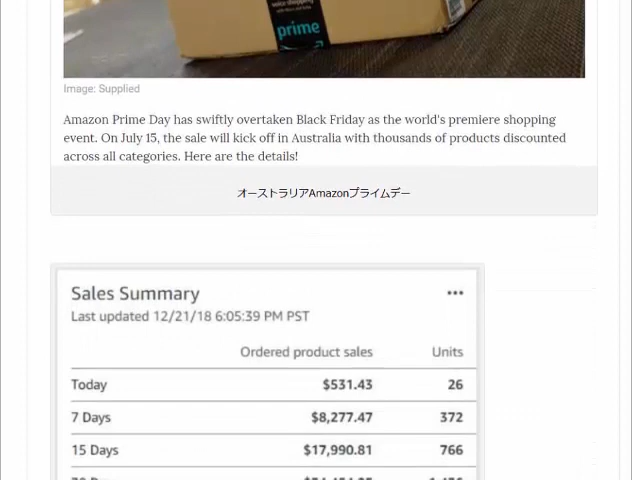 prime
Image: Supplied
Amazon Prime Day has swiftly overtaken Black Friday as the world's premiere shopping
event. On July 15, the sale will kick off in Australia with thousands of products discounted
across all categories. Here are the details!
オーストラリアAmazonプライムデー
Sales Summary
Last updated 12/21/18 6:05:39 PM PST
Ordered product sales Units
Today $531.43 26
7 Days $8,277.47 372
15 Days $17,990.81 766